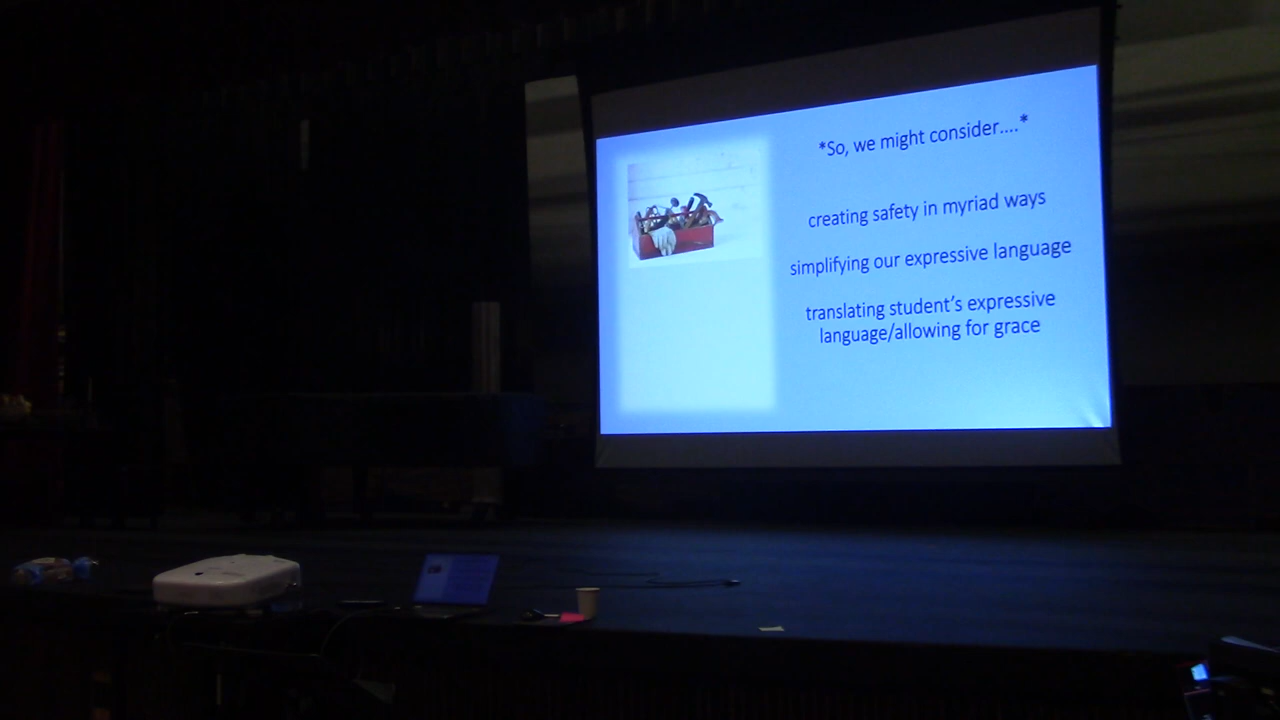 *So, we might consider....*
creating safety in myriad ways
simplifying our expressive language
translating student's expressive
language/allowing for grace